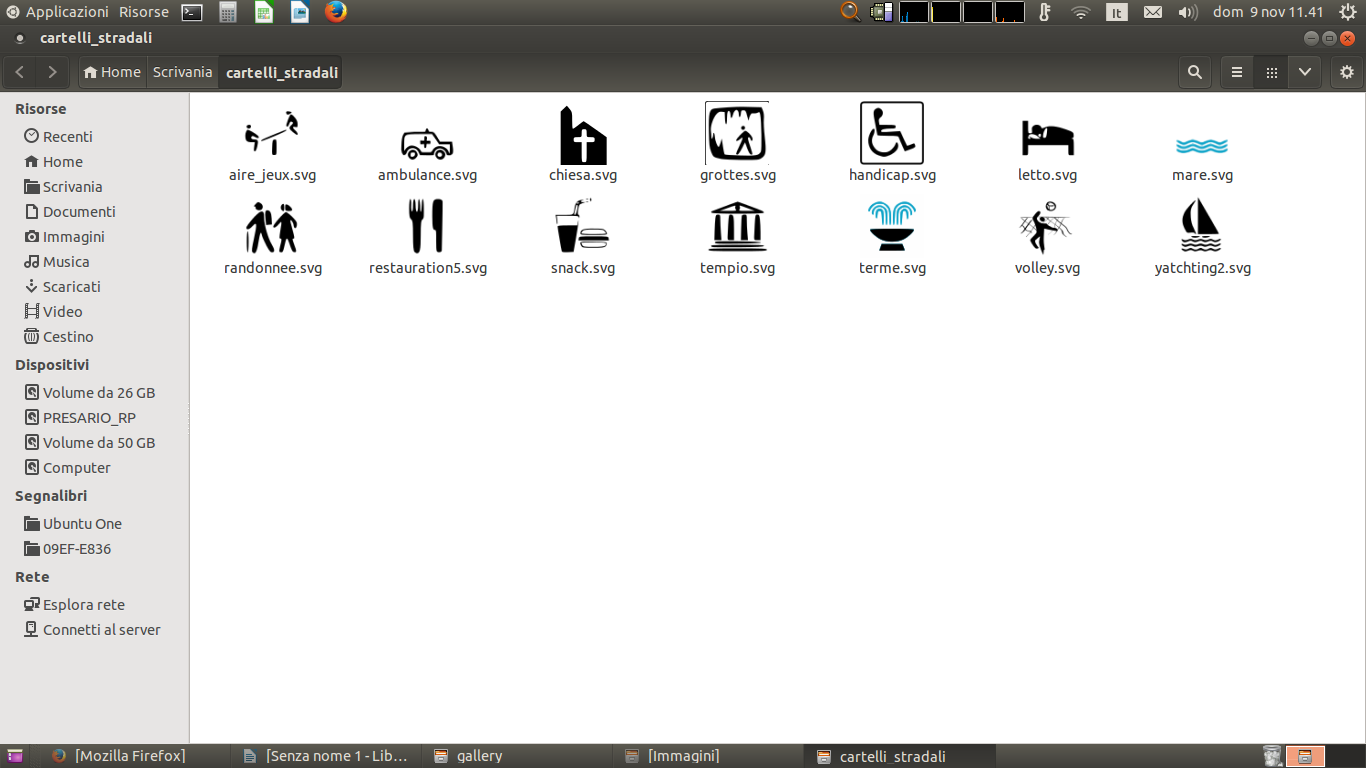 Applicazioni Risorse It dom 9 nov 11.41
cartelli_stradali
Home Scrivania cartelli_stradali
Risorse
Recenti
Home
Scrivania
Documenti
Immagini
Musica
Scaricati
Video
Cestino
Dispositivi
Volume da 26 GB
PRESARIO_RP
Volume da 50 GB
Computer
Segnalibri
Ubuntu One
09EF-E836
Rete
Esplora rete
Connetti al server
aire_jeux.svg ambulance.svg chiesa.svg grottes.svg handicap.svg letto.svg mare.svg
randonnee.svg restauration5.svg snack.svg tempio.svg terme.svg volley.svg yatchting2.svg
[Mozilla Firefox] [Senza nome 1 - Lib... gallery [Immagini] cartelli_stradali